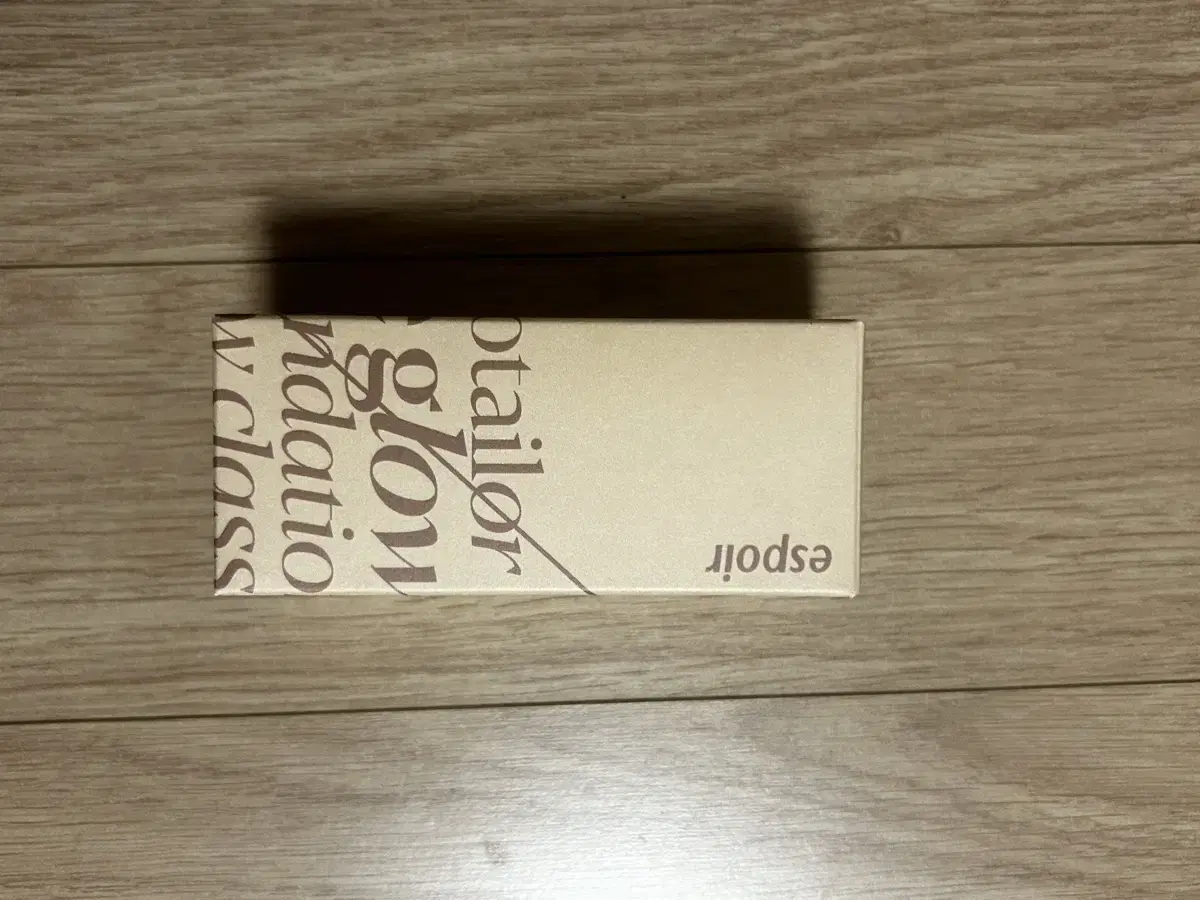 otailor
glow
ndatio
w class
espoir